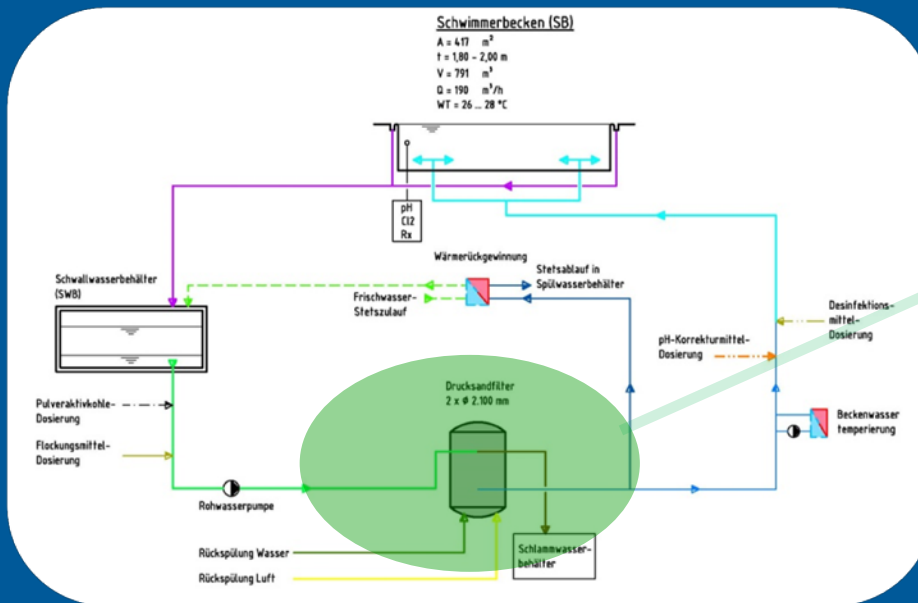 Schwimmerbecken (SB)
A = 417 m²
t = 1,80 - 2,00 m
V = 791 m³
Q = 190 m³/h
WT = 26 ... 28 °C
pH
Cl2
Rx
Wärmerückgewinnung
Stetsablauf in
Spülwasserbehälter
Schwallwasserbehälter
(SWB)
Frischwasser-
Stetszulauf
Desinfektions-
mittel-
Dosierung
pH-Korrekturmittel-
Dosierung
Drucksandfilter
2 x Ø 2.100 mm
Pulveraktivkohle-
Dosierung
Beckenwasser
temperierung
Flockungsmittel-
Dosierung
Rohwasserpumpe
Rückspülung Wasser
Schlammwasser-
behälter
Rückspülung Luft